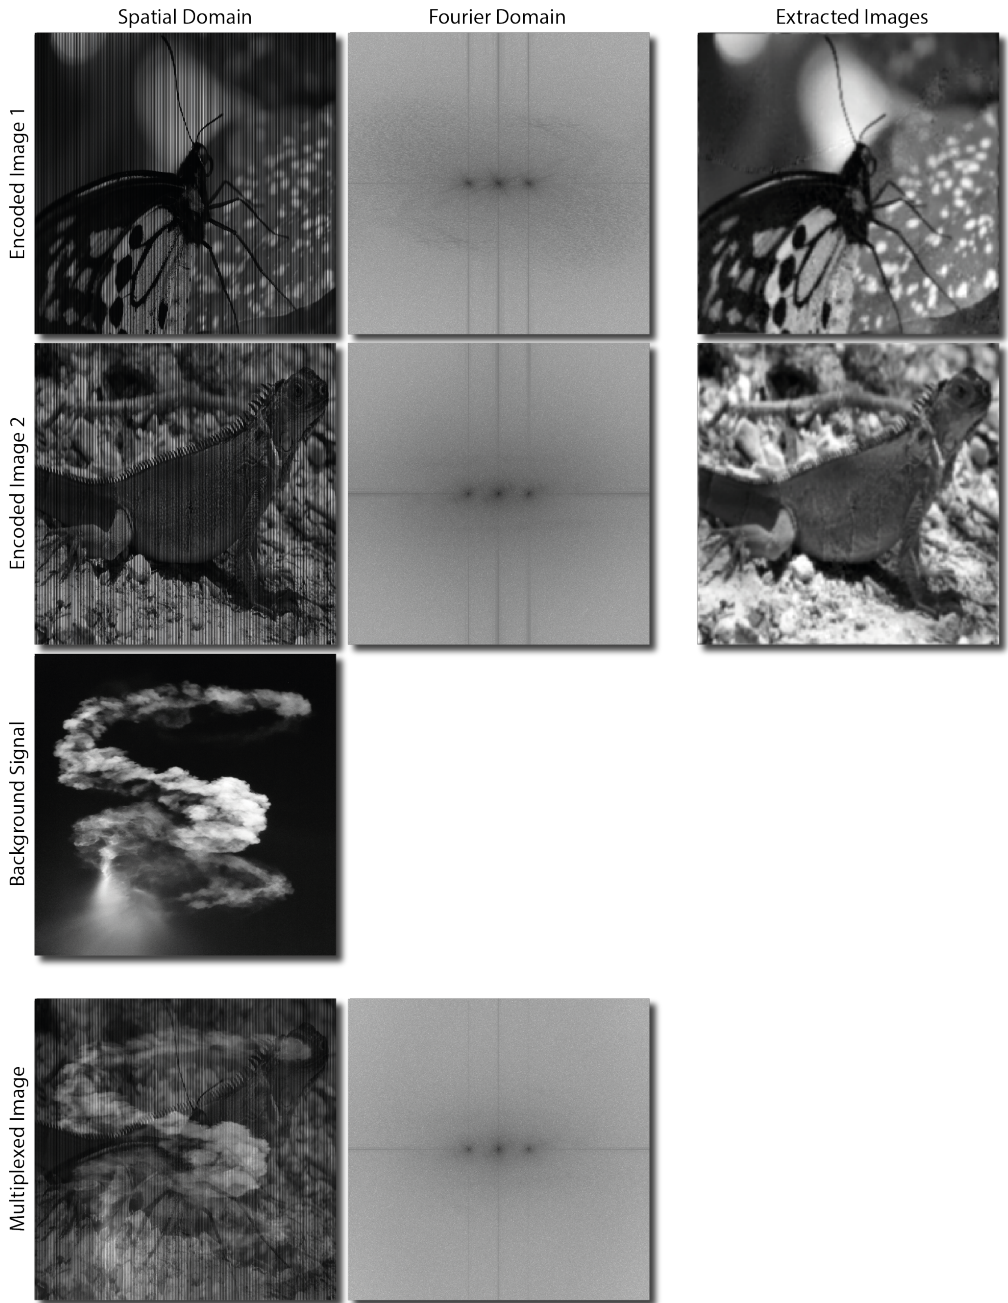 Spatial Domain
Fourier Domain
Extracted Images
Encoded Image 1
Encoded Image 2
Background Signal
Multiplexed Image